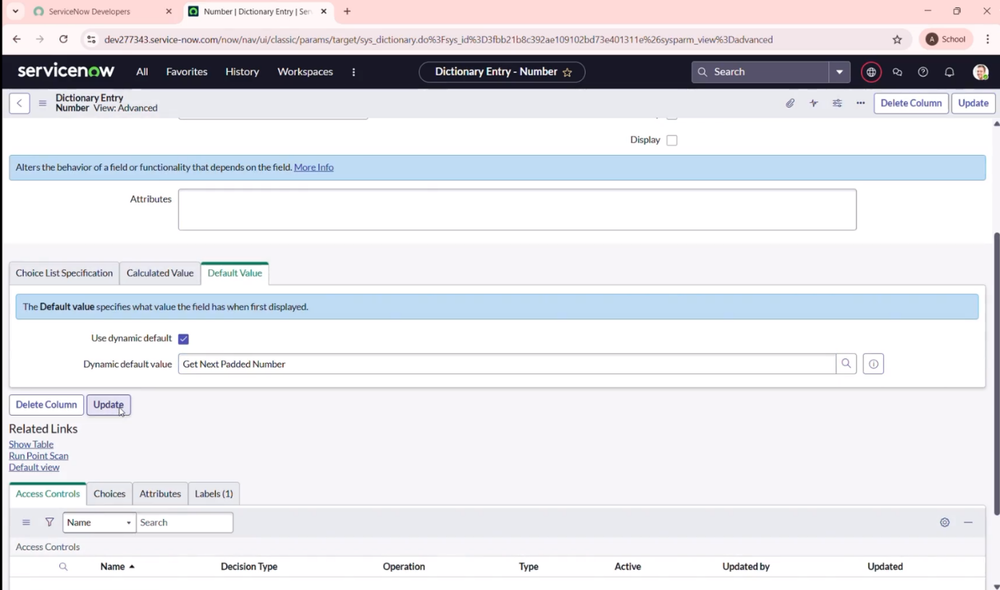 ServiceNow Developers
Number | Dictionary Entry | Ser
dev277343.service-now.com/now/nav/ui/classic/params/target/sys_dictionary.do%3Fsys_id%3D3fbb21b8c392ae109102bd73e401311e%26sysparm_view%3Dadvanced
A School
servicenow All Favorites History Workspaces Dictionary Entry - Number Search
Dictionary Entry
Number View: Advanced
Delete Column Update
Display
Alters the behavior of a field or functionality that depends on the field. More Info
Attributes
Choice List Specification Calculated Value Default Value
The Default value specifies what value the field has when first displayed.
Use dynamic default
Dynamic default value Get Next Padded Number
Delete Column Update
Related Links
Show Table
Run Point Scan
Default view
Access Controls Choices Attributes Labels (1)
Name Search
Access Controls
Name Decision Type Operation Type Active Updated by Updated